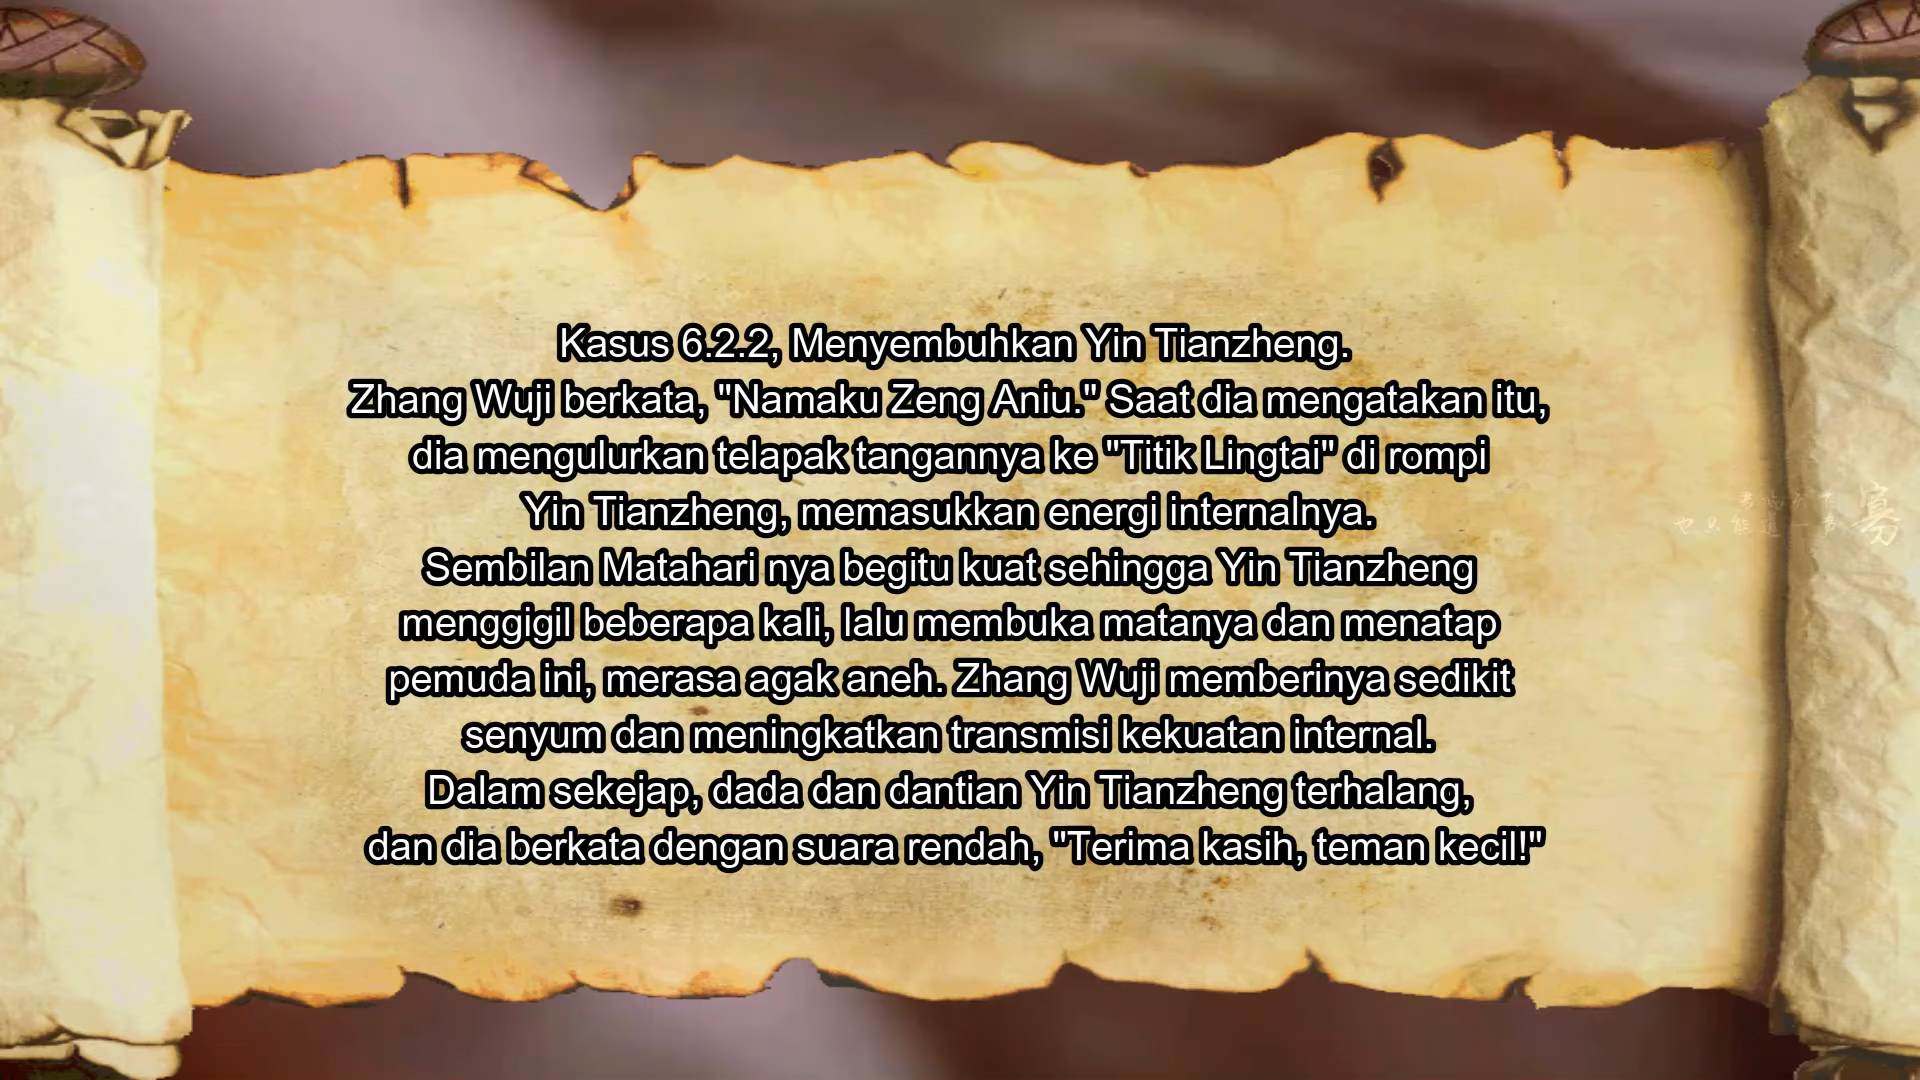 Kasus 6.2.2, Menyembuhkan Yin Tianzheng.
Zhang Wuji berkata, "Namaku Zeng Aniu." Saat dia mengatakan itu,
dia mengulurkan telapak tangannya ke "Titik Lingtai" di rompi
Yin Tianzheng, memasukkan energi internalnya.
Sembilan Matahari nya begitu kuat sehingga Yin Tianzheng
menggigil beberapa kali, lalu membuka matanya dan menatap
pemuda ini, merasa agak aneh. Zhang Wuji memberinya sedikit
senyum dan meningkatkan transmisi kekuatan internal.
Dalam sekejap, dada dan dantian Yin Tianzheng terhalang,
dan dia berkata dengan suara rendah, "Terima kasih, teman kecil!"